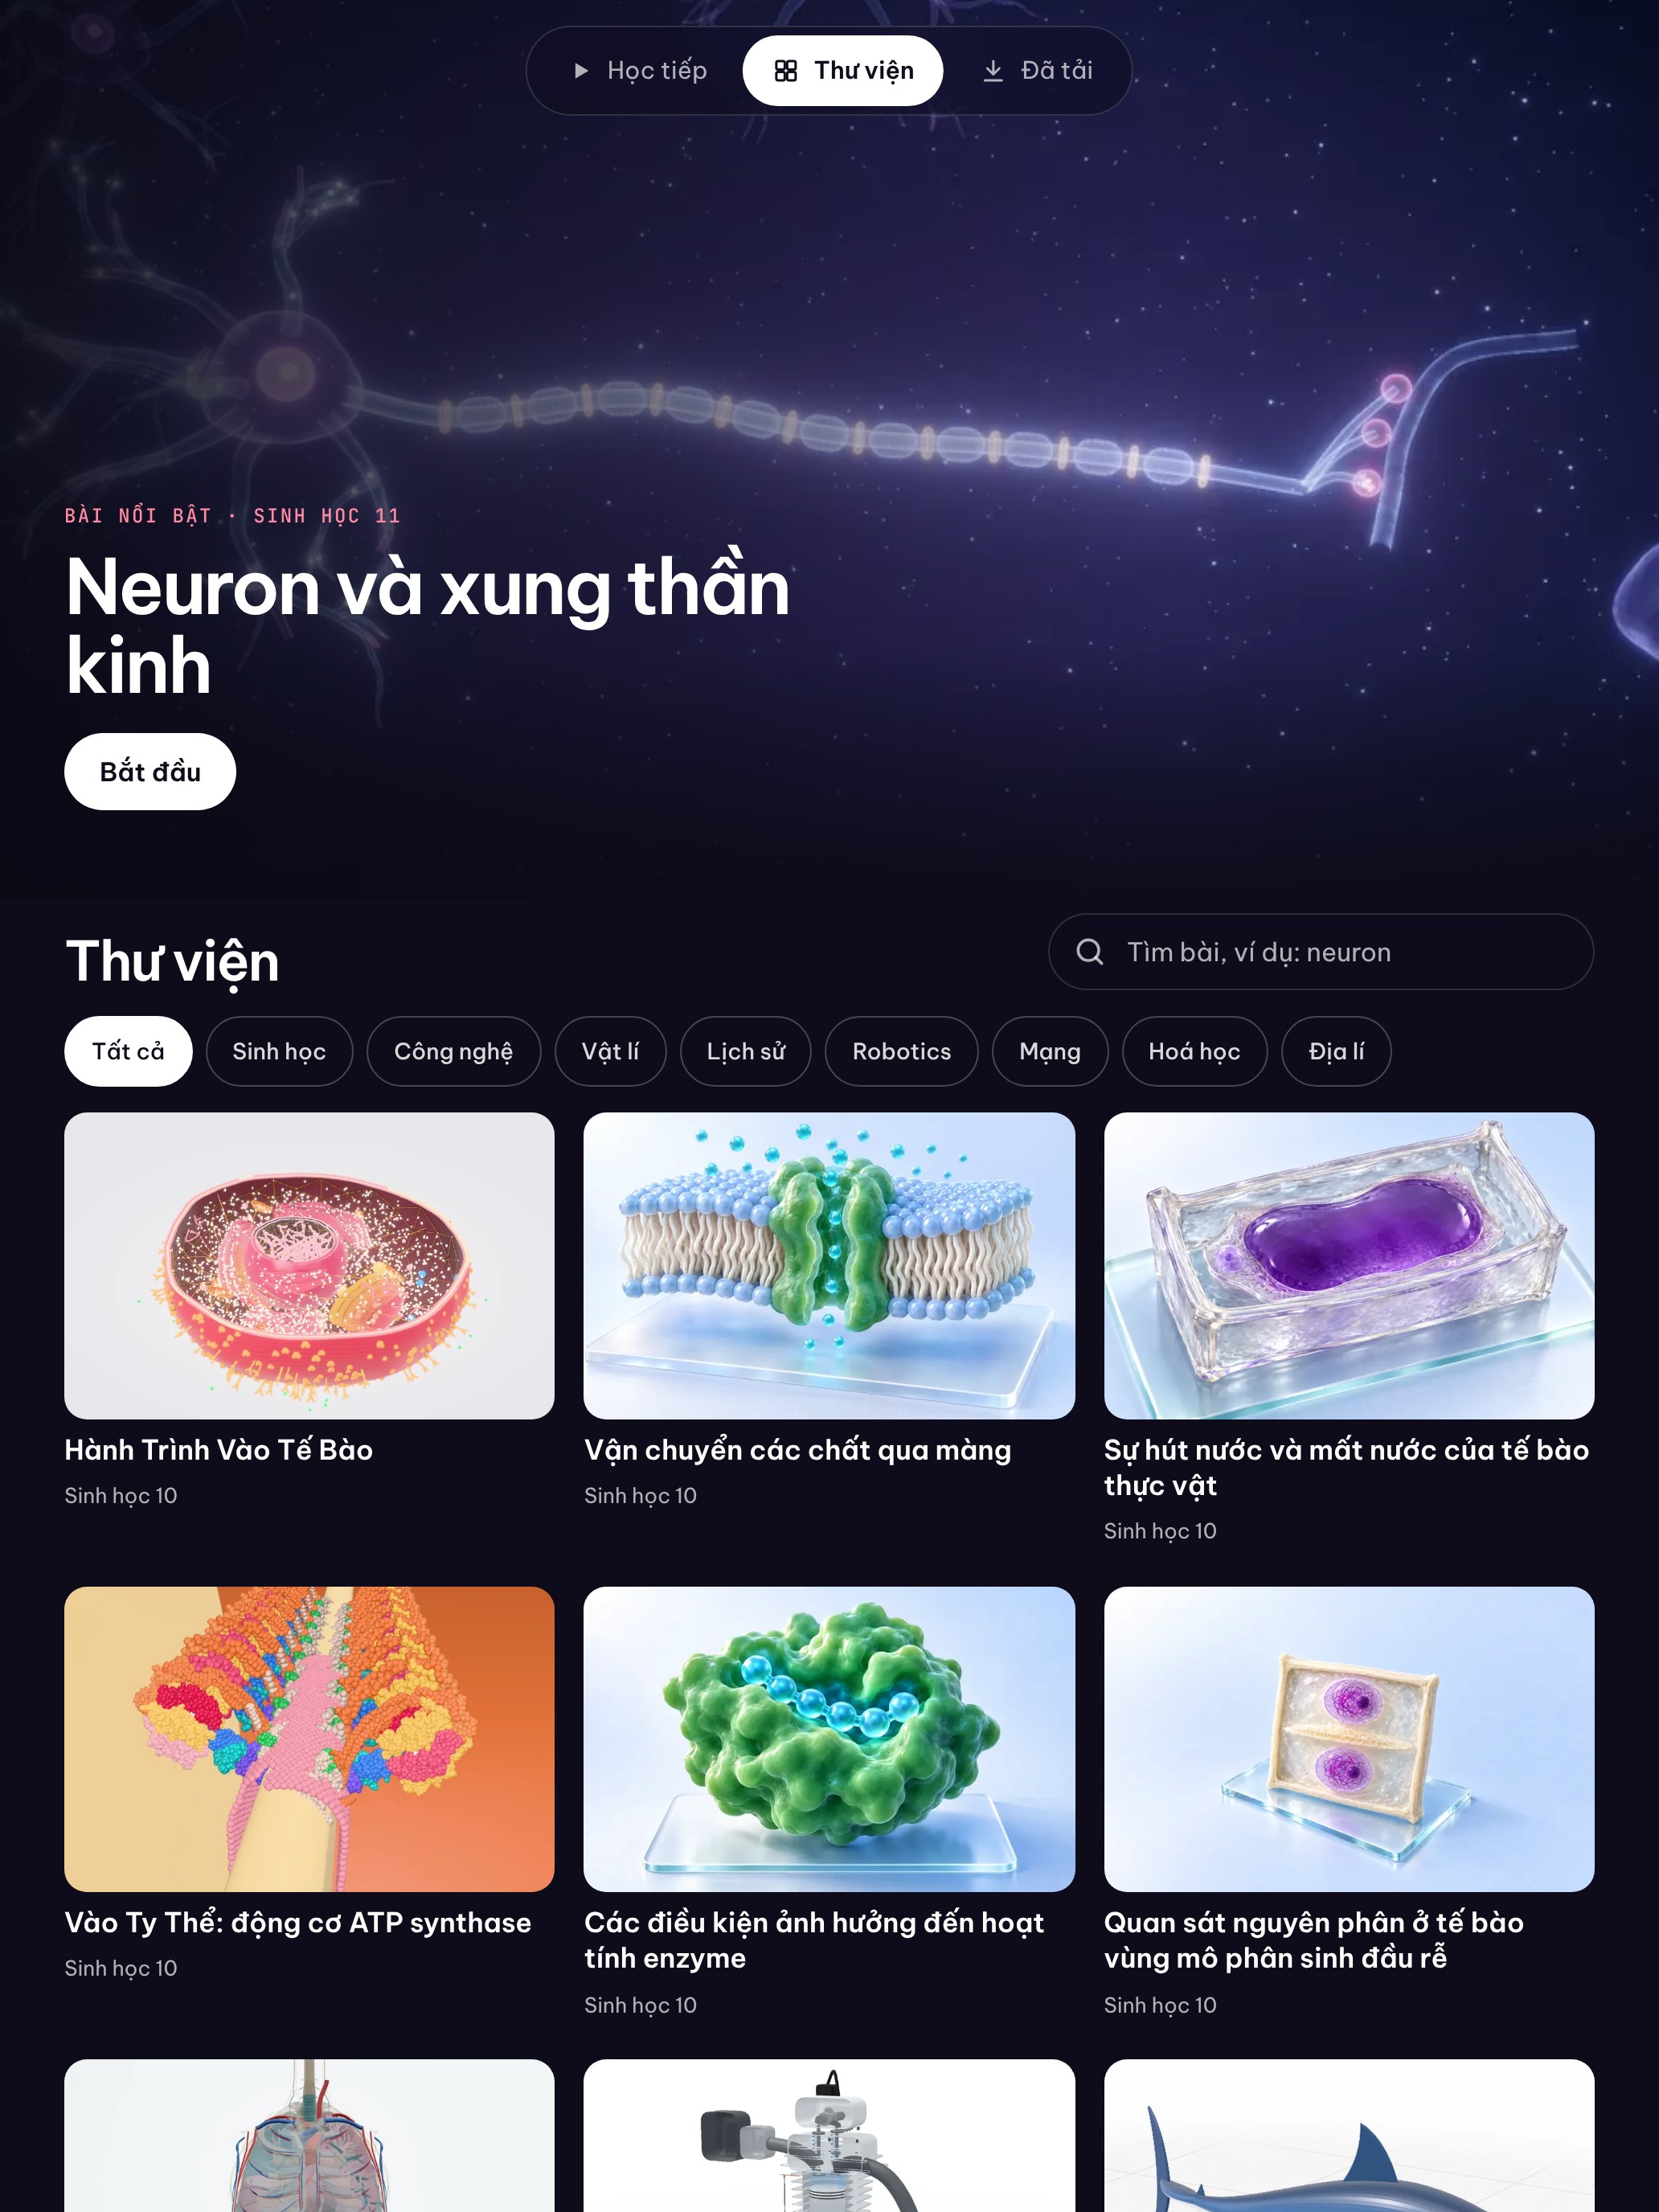 Học tiếp
Thư viện
Đã tải
BÀI NỔI BẬT · SINH HỌC 11
Neuron và xung thần
kinh
Bắt đầu
Thư viện
Tìm bài, ví dụ: neuron
Tất cả
Sinh học
Công nghệ
Vật lí
Lịch sử
Robotics
Mạng
Hoá học
Địa lí
Hành Trình Vào Tế Bào
Sinh học 10
Vận chuyển các chất qua màng
Sinh học 10
Sự hút nước và mất nước của tế bào
thực vật
Sinh học 10
Vào Ty Thể: động cơ ATP synthase
Sinh học 10
Các điều kiện ảnh hưởng đến hoạt
tính enzyme
Sinh học 10
Quan sát nguyên phân ở tế bào
vùng mô phân sinh đầu rễ
Sinh học 10